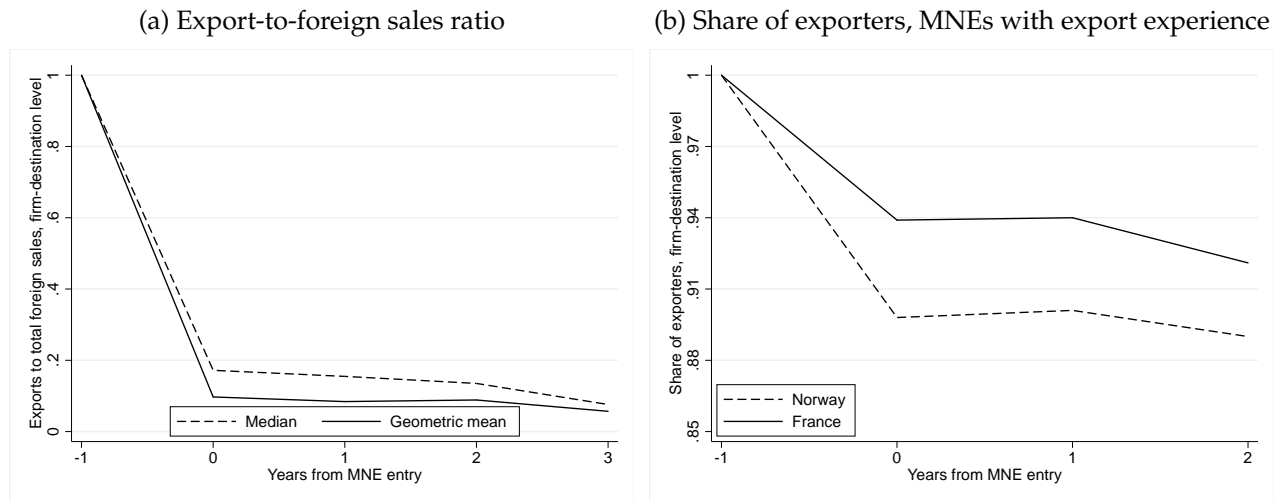 (a) Export-to-foreign sales ratio
Exports to total foreign sales, firm-destination level
1
.8
.6
.4
.2
0
-1 0 1 2 3
Years from MNE entry
Median Geometric mean
(b) Share of exporters, MNEs with export experience
Share of exporters, firm-destination level
1
.97
.94
.91
.88
.85
-1 0 1 2
Years from MNE entry
Norway
France